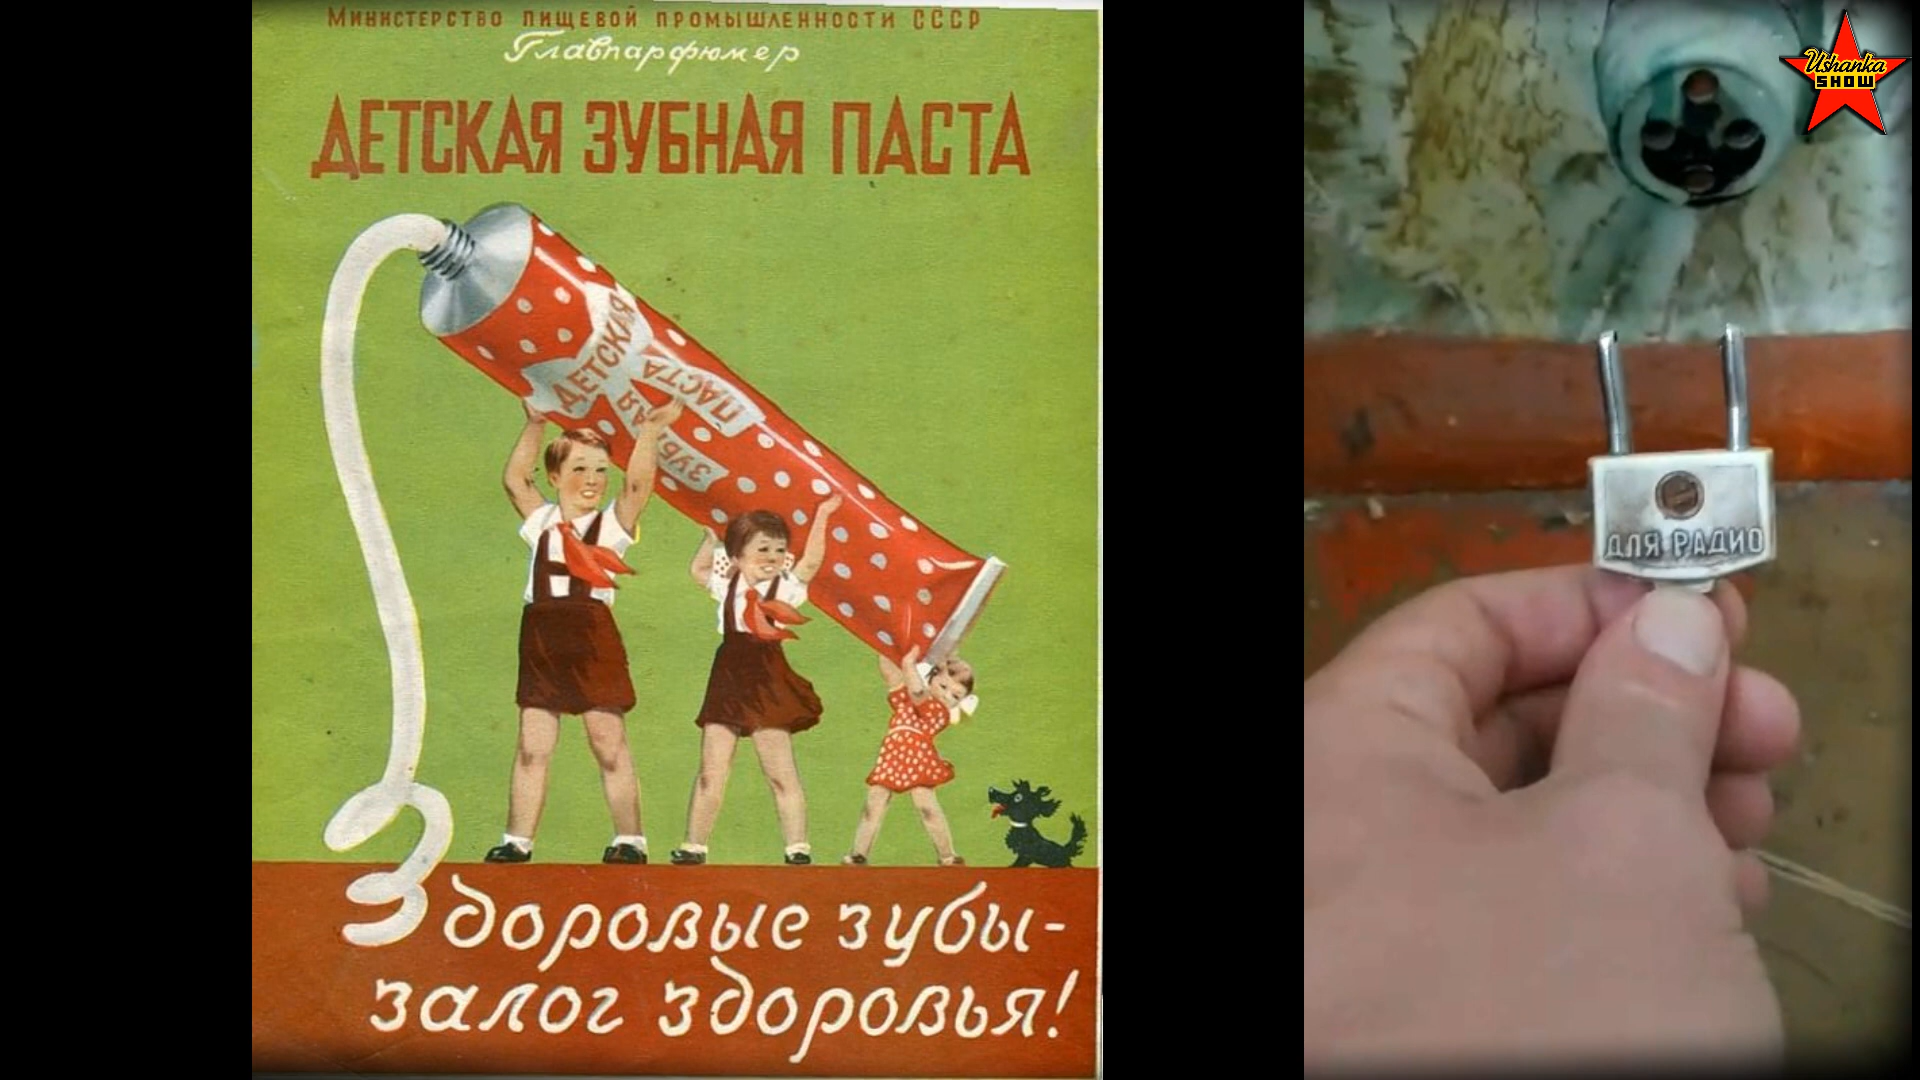 МИНИСТЕРСТВО ПИЩЕВОЙ ПРОМЫШЛЕННОСТИ СССР
Главпарфюмер
ДЕТСКАЯ ЗУБНАЯ ПАСТА
ДЕТСКАЯ
ЗУБНАЯ
ПАСТА
Здоровые зубы-
залог здоровья!
Ushanka
SHOW
ДЛЯ РАДИО